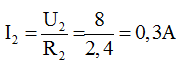 I₂ = U₂/R₂ = 8/2,4 = 0,3A